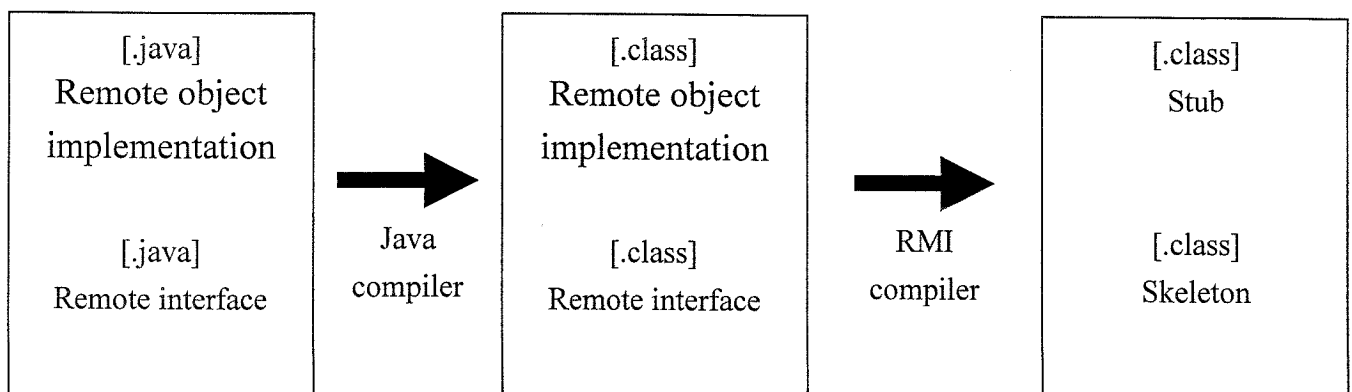 [.java]
Remote object
implementation
[.java]
Remote interface
Java
compiler
[.class]
Remote object
implementation
[.class]
Remote interface
RMI
compiler
[.class]
Stub
[.class]
Skeleton